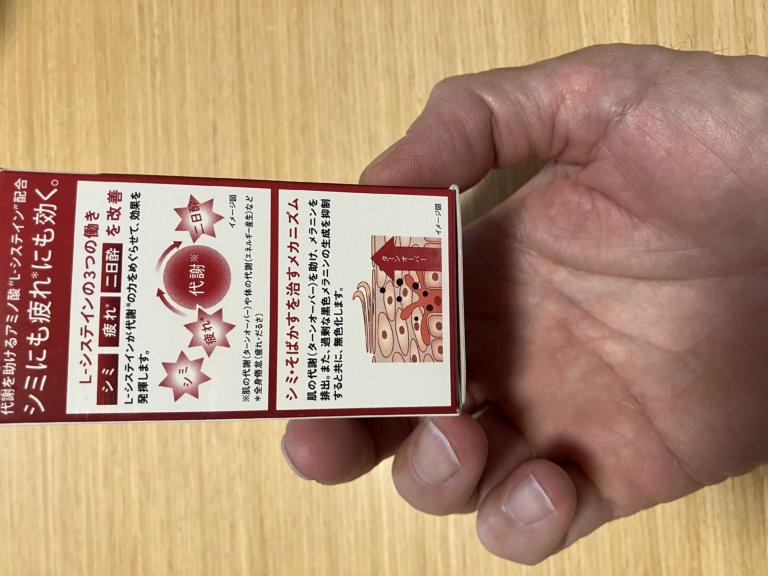 代謝を助けるアミノ酸"L-システイン"配合
シミにも疲れ*にも効く。
L-システインの3つの働き
シミ 疲れ* 二日酔 を改善
L-システインが代謝※の力をめぐらせて、効果を
発揮します。
シミ
疲れ*
代謝※
二日酔
イメージ図
※肌の代謝(ターンオーバー)や体の代謝(エネルギー産生)など
*全身倦怠(疲れ・だるさ)
シミ・そばかすを治すメカニズム
肌の代謝(ターンオーバー)を助け、メラニンを
排出。また、過剰な黒色メラニンの生成を抑制
すると共に、無色化します。
ターンオーバー
イメージ図